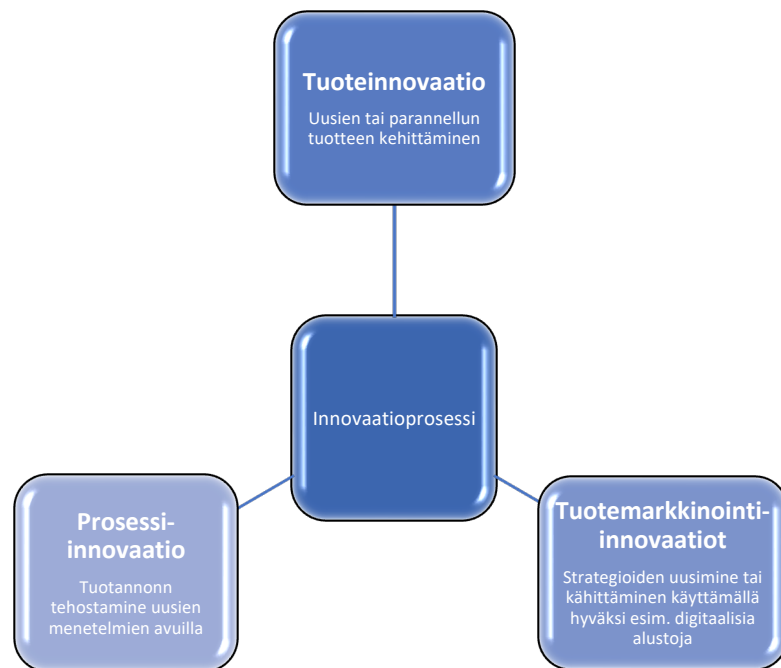 Tuoteinnovaatio
Uusien tai parannellun
tuotteen kehittäminen
Innovaatioprosessi
Prosessi-
innovaatio
Tuotannonn
tehostamine uusien
menetelmien avuilla
Tuotemarkkinointi-
innovaatiot
Strategioiden uusimine tai
kähittäminen käyttämällä
hyväksi esim. digitaalisia
alustoja